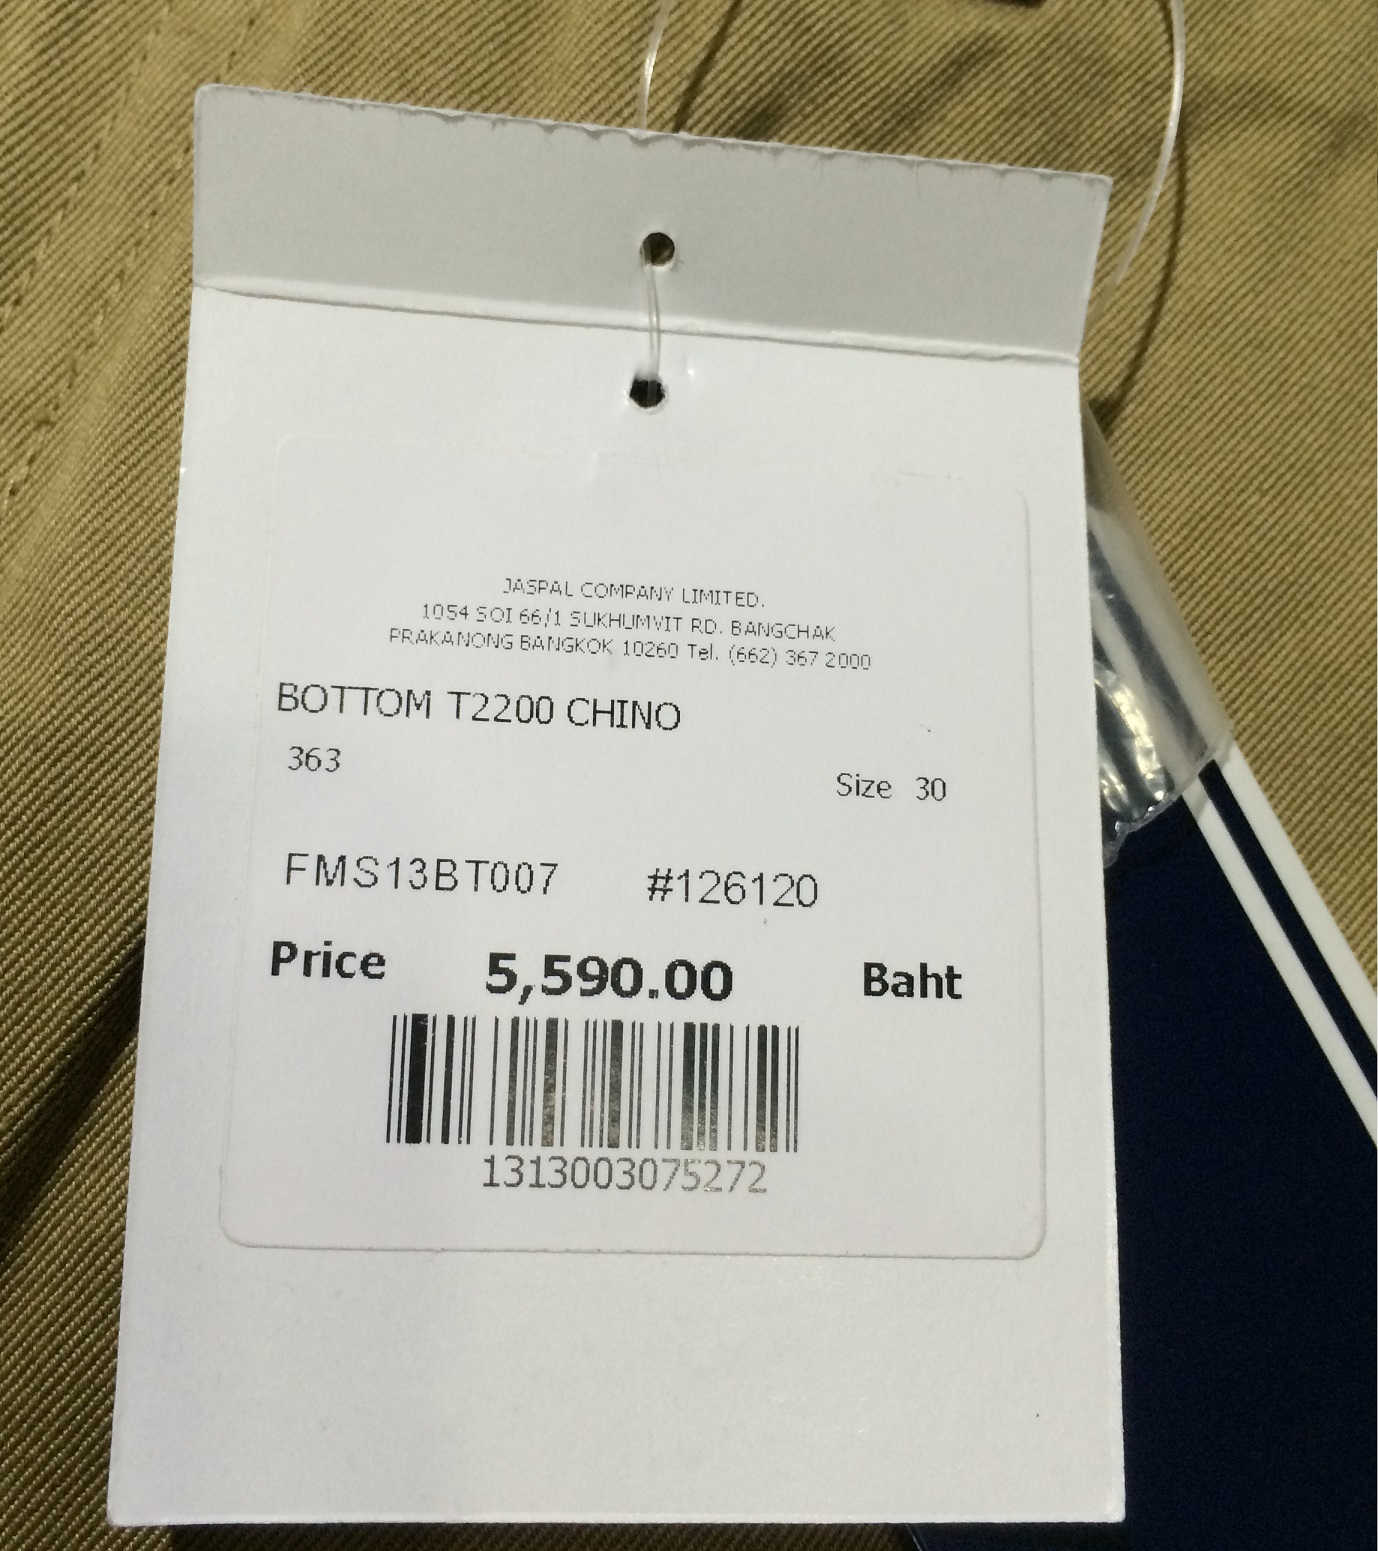 JASPAL COMPANY LIMITED.
1054 SOI 66/1 SUKHUMVIT RD. BANGCHAK
PRAKANONG BANGKOK 10260 Tel. (662) 367 2000
BOTTOM T2200 CHINO
363
Size 30
FMS13BT007 #126120
Price 5,590.00 Baht
1313003075272